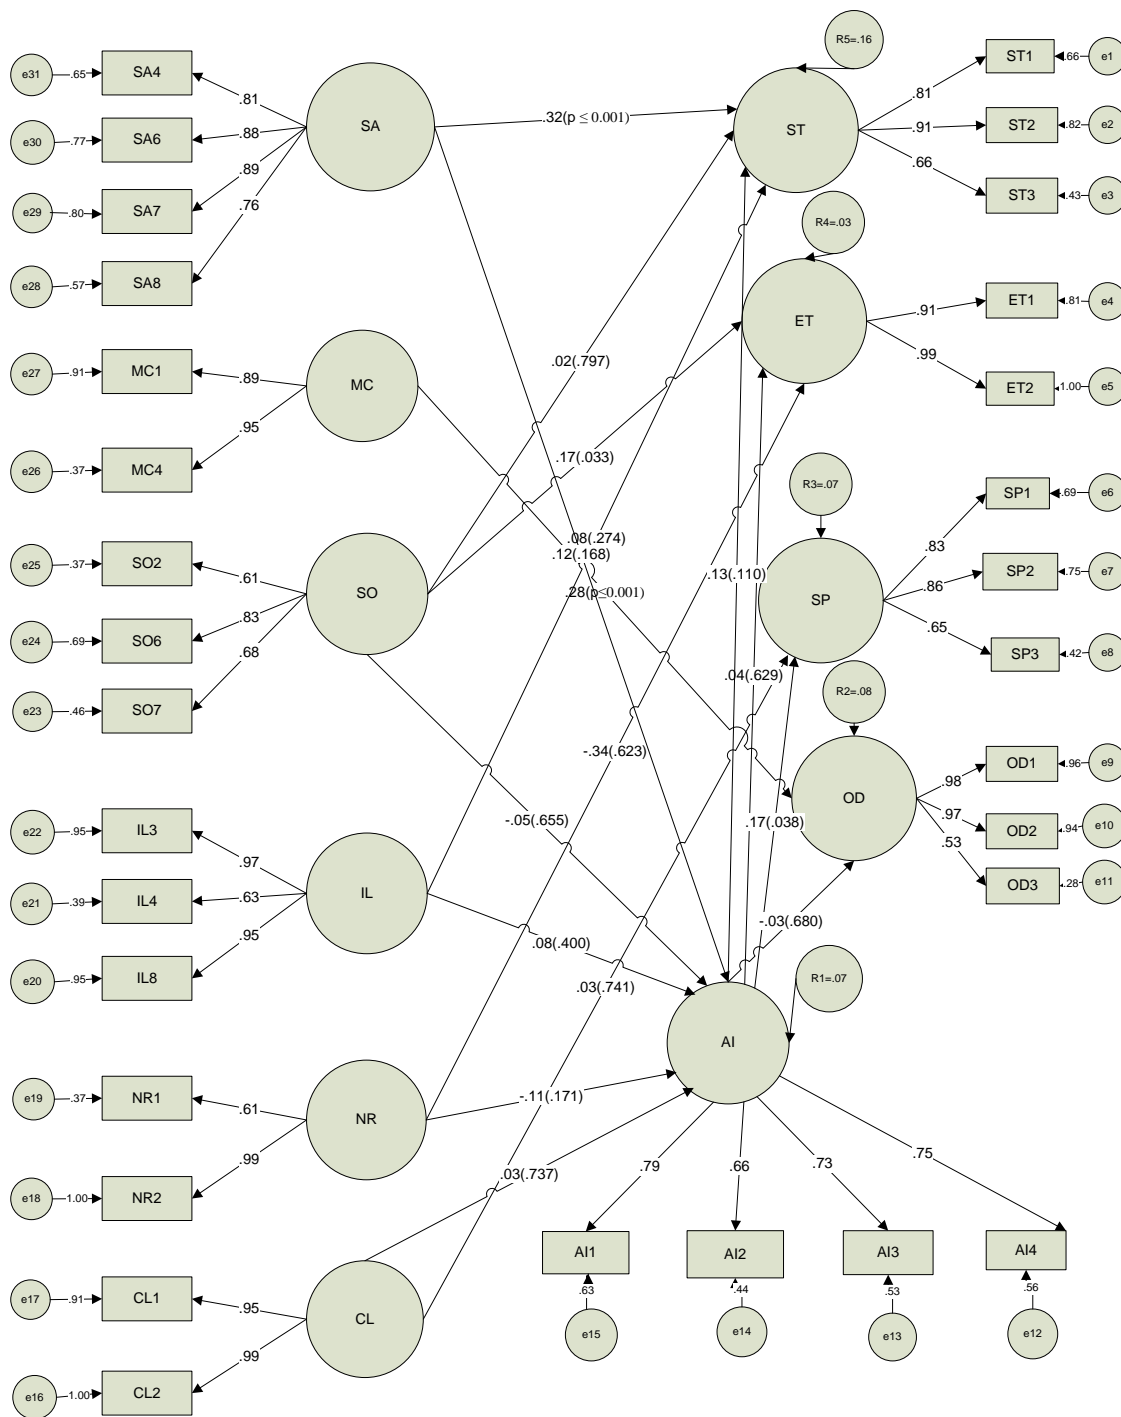 R5=.16
e31
.65
SA4
.81
SA
.32(p ≤ 0.001)
ST
.81
ST1
.66
e1
e30
.77
SA6
.88
.91
ST2
.82
e2
e29
.80
SA7
.89
.76
.66
ST3
.43
e3
R4=.03
e28
.57
SA8
ET
.91
ET1
.81
e4
.99
ET2
1.00
e5
e27
.91
MC1
.89
MC
.02(.797)
e26
.37
MC4
.95
.17(.033)
R3=.07
SP1
.69
e6
.83
e25
.37
SO2
.61
SO
.08(.274)
.12(.168)
.28(p≤0.001)
.13(.110)
SP
.86
SP2
.75
e7
e24
.69
SO6
.83
.65
SP3
.42
e8
e23
.46
SO7
.68
.04(.629)
R2=.08
-.34(.623)
OD
.98
OD1
.96
e9
e22
.95
IL3
.97
-.05(.655)
.17(.038)
.97
OD2
.94
e10
.53
OD3
.28
e11
e21
.39
IL4
.63
IL
-.03(.680)
e20
.95
IL8
.95
.08(.400)
.03(.741)
R1=.07
AI
e19
.37
NR1
.61
NR
-.11(.171)
e18
1.00
NR2
.99
.03(.737)
.79
.66
.73
.75
AI1
AI2
AI3
AI4
e17
.91
CL1
.95
CL
.63
.44
.53
.56
e15
e14
e13
e12
e16
1.00
CL2
.99